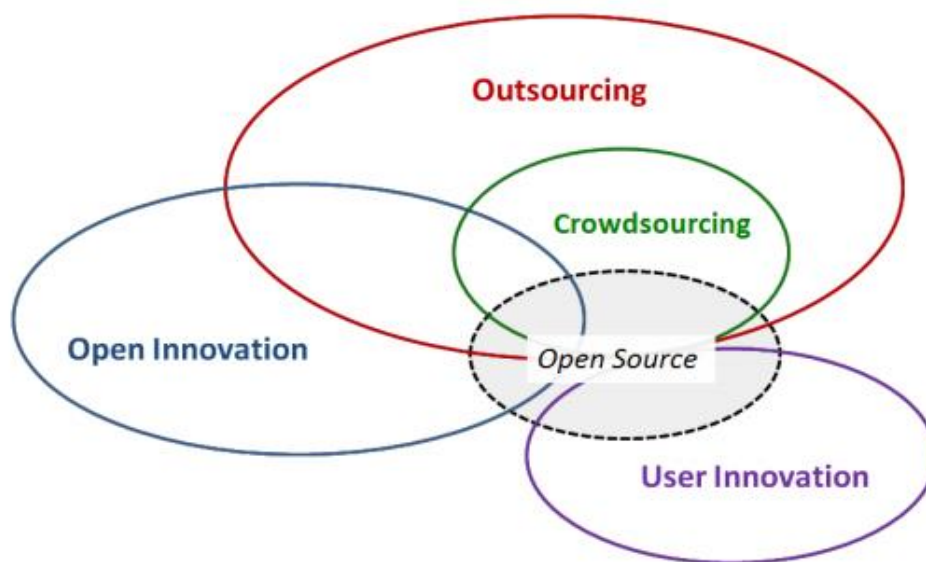 Outsourcing
Crowdsourcing
Open Innovation
Open Source
User Innovation